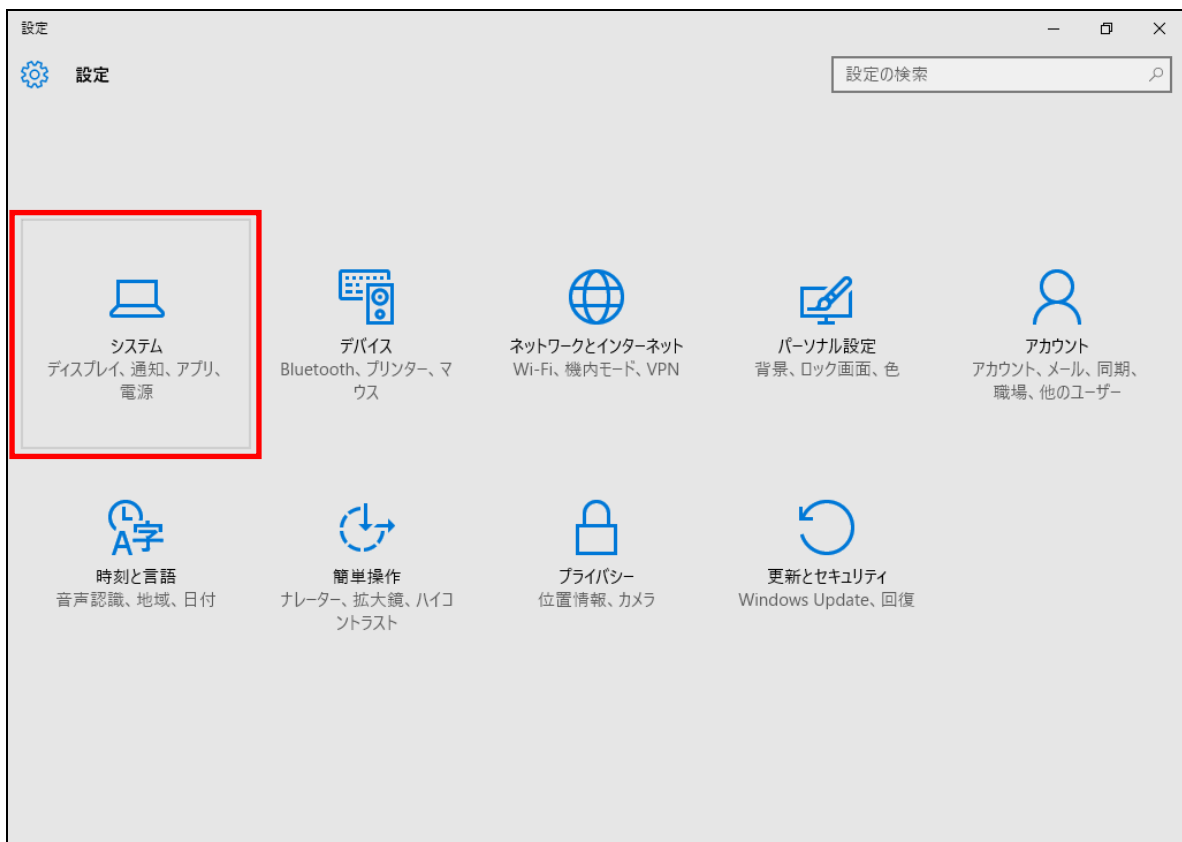 設定
設定
設定の検索
システム
ディスプレイ、通知、アプリ、
電源
デバイス
Bluetooth、プリンター、マ
ウス
ネットワークとインターネット
Wi-Fi、機内モード、VPN
パーソナル設定
背景、ロック画面、色
アカウント
アカウント、メール、同期、
職場、他のユーザー
時刻と言語
音声認識、地域、日付
簡単操作
ナレーター、拡大鏡、ハイコ
ントラスト
プライバシー
位置情報、カメラ
更新とセキュリティ
Windows Update、回復